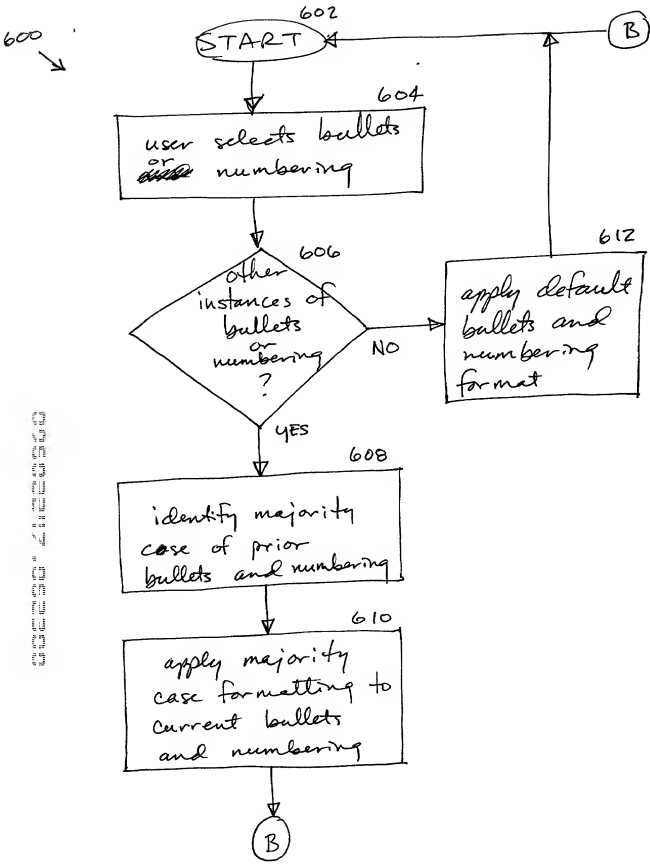 600
602
START
B
604
user selects bullets
or
numbering
606
other
instances of
bullets
or
numbering
?
NO
YES
612
apply default
bullets and
numbering
format
608
identify majority
case of prior
bullets and numbering
610
apply majority
case formatting to
current bullets
and numbering
B